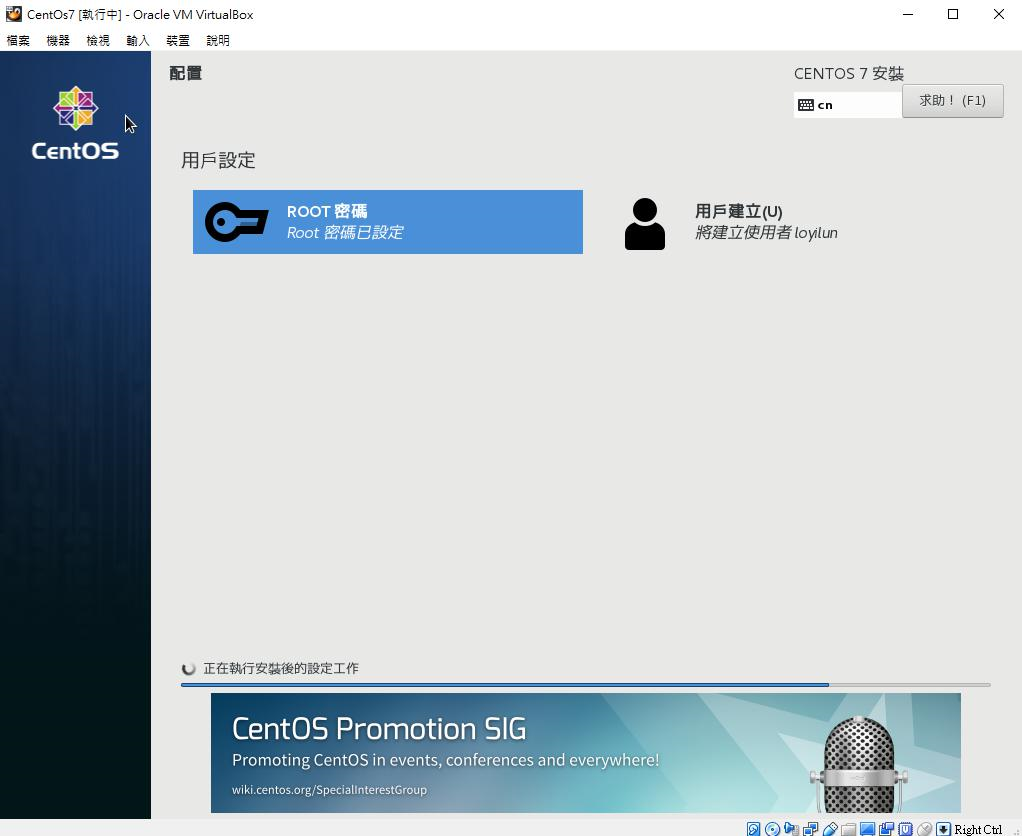 CentOs7 [執行中] - Oracle VM VirtualBox
檔案 機器 檢視 輸入 裝置 說明
配置
CENTOS 7 安裝
cn
求助！ (F1)
CentOS
用戶設定
ROOT 密碼
Root 密碼已設定
用戶建立(U)
將建立使用者 loyilun
正在執行安裝後的設定工作
CentOS Promotion SIG
Promoting CentOS in events, conferences and everywhere!
wiki.centos.org/SpecialInterestGroup
Right Ctrl